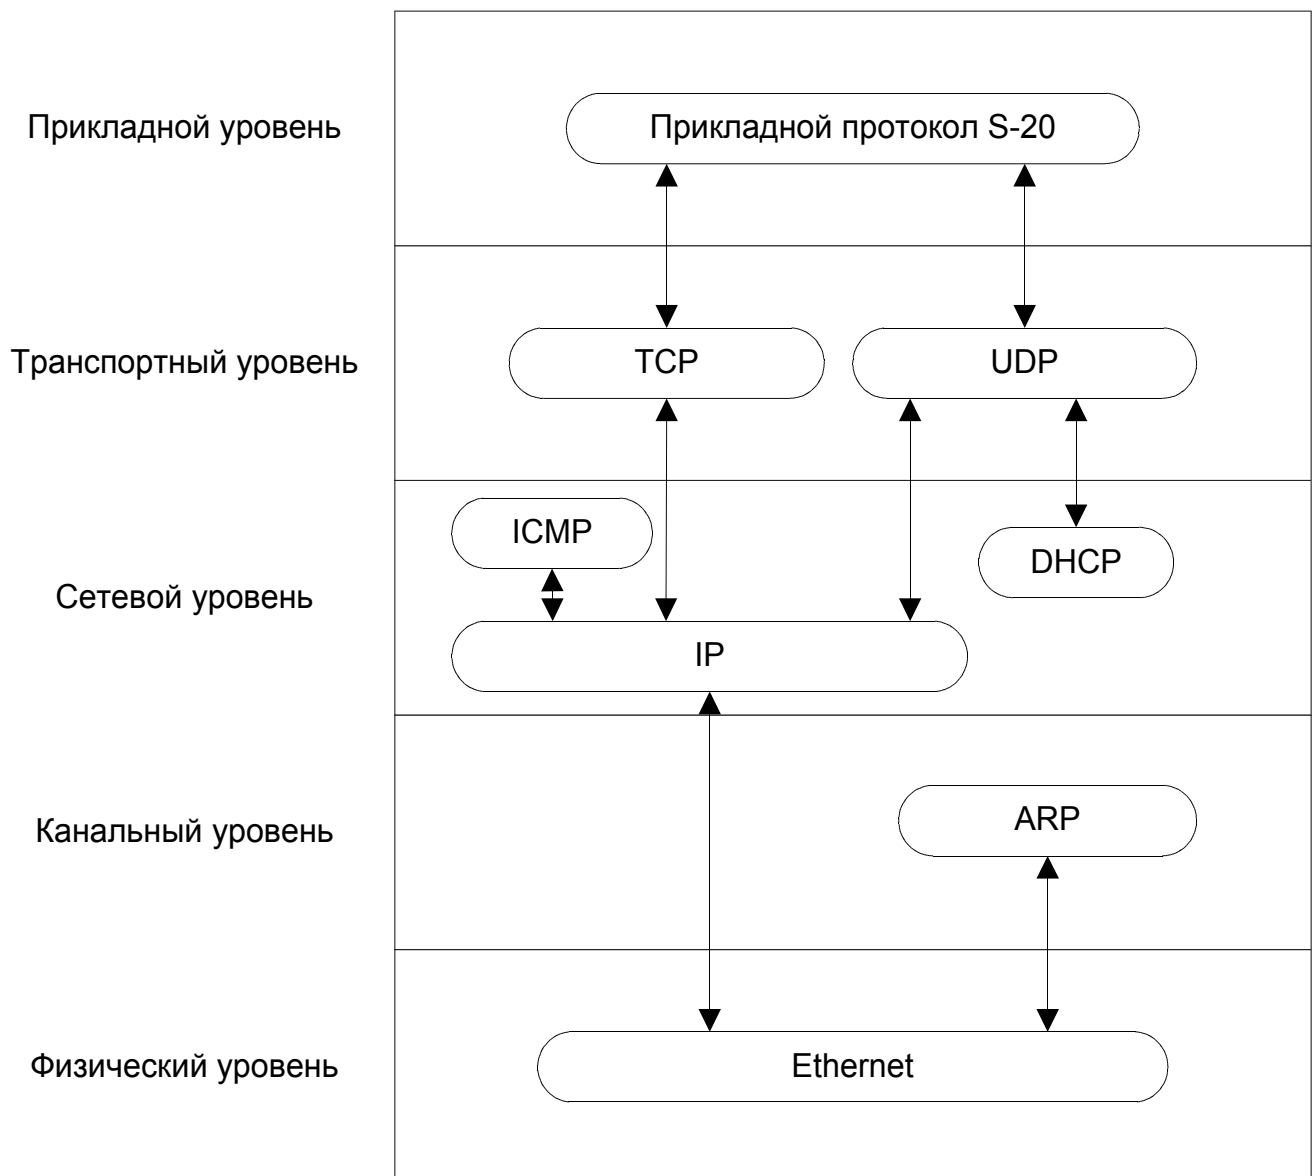 Прикладной уровень
Прикладной протокол S-20
Транспортный уровень
TCP
UDP
Сетевой уровень
ICMP
DHCP
IP
Канальный уровень
ARP
Физический уровень
Ethernet